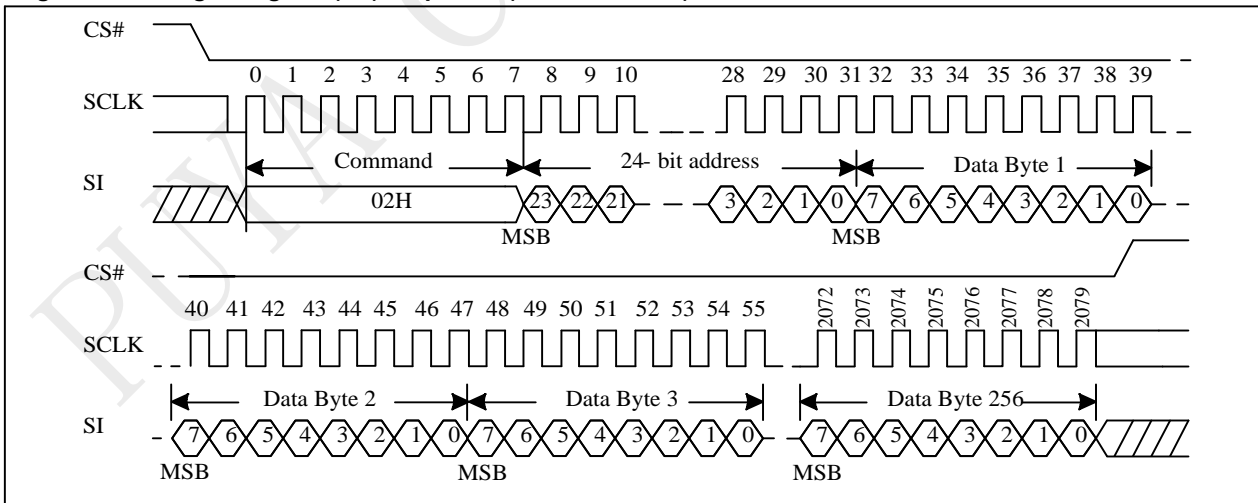 CS#
0 1 2 3 4 5 6 7 8 9 10 28 29 30 31 32 33 34 35 36 37 38 39
SCLK
Command 24- bit address Data Byte 1
SI
02H 23 22 21 3 2 1 0 7 6 5 4 3 2 1 0
MSB MSB
CS#
40 41 42 43 44 45 46 47 48 49 50 51 52 53 54 55 2072 2073 2074 2075 2076 2077 2078 2079
SCLK
Data Byte 2 Data Byte 3 Data Byte 256
SI
7 6 5 4 3 2 1 0 7 6 5 4 3 2 1 0 7 6 5 4 3 2 1 0
MSB MSB MSB
PUYA